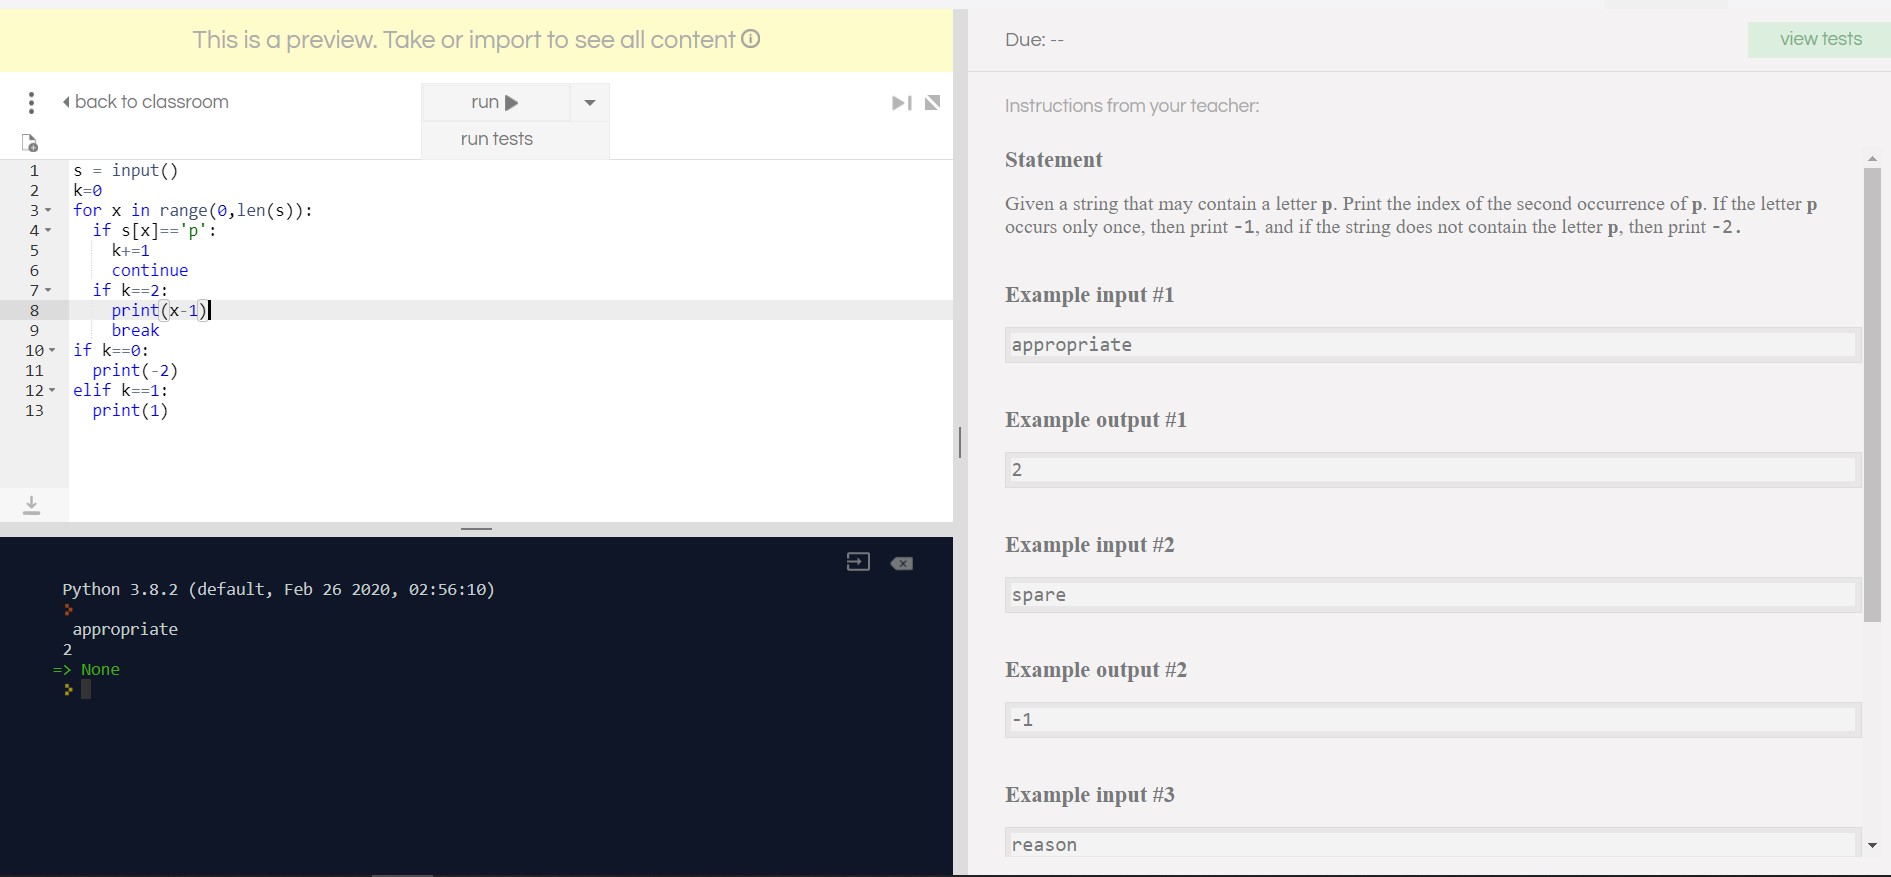 This is a preview. Take or import to see all content
back to classroom
run
run tests
1 s = input()
2 k=0
3 for x in range(0,len(s)):
4 if s[x]=='p':
5 k+=1
6 continue
7 if k==2:
8 print(x-1)
9 break
10 if k==0:
11 print(-2)
12 elif k==1:
13 print(1)
Python 3.8.2 (default, Feb 26 2020, 02:56:10)
appropriate
2
=> None
Due: --
view tests
Instructions from your teacher:
Statement
Given a string that may contain a letter p. Print the index of the second occurrence of p. If the letter p
occurs only once, then print -1, and if the string does not contain the letter p, then print -2.
Example input #1
appropriate
Example output #1
2
Example input #2
spare
Example output #2
-1
Example input #3
reason